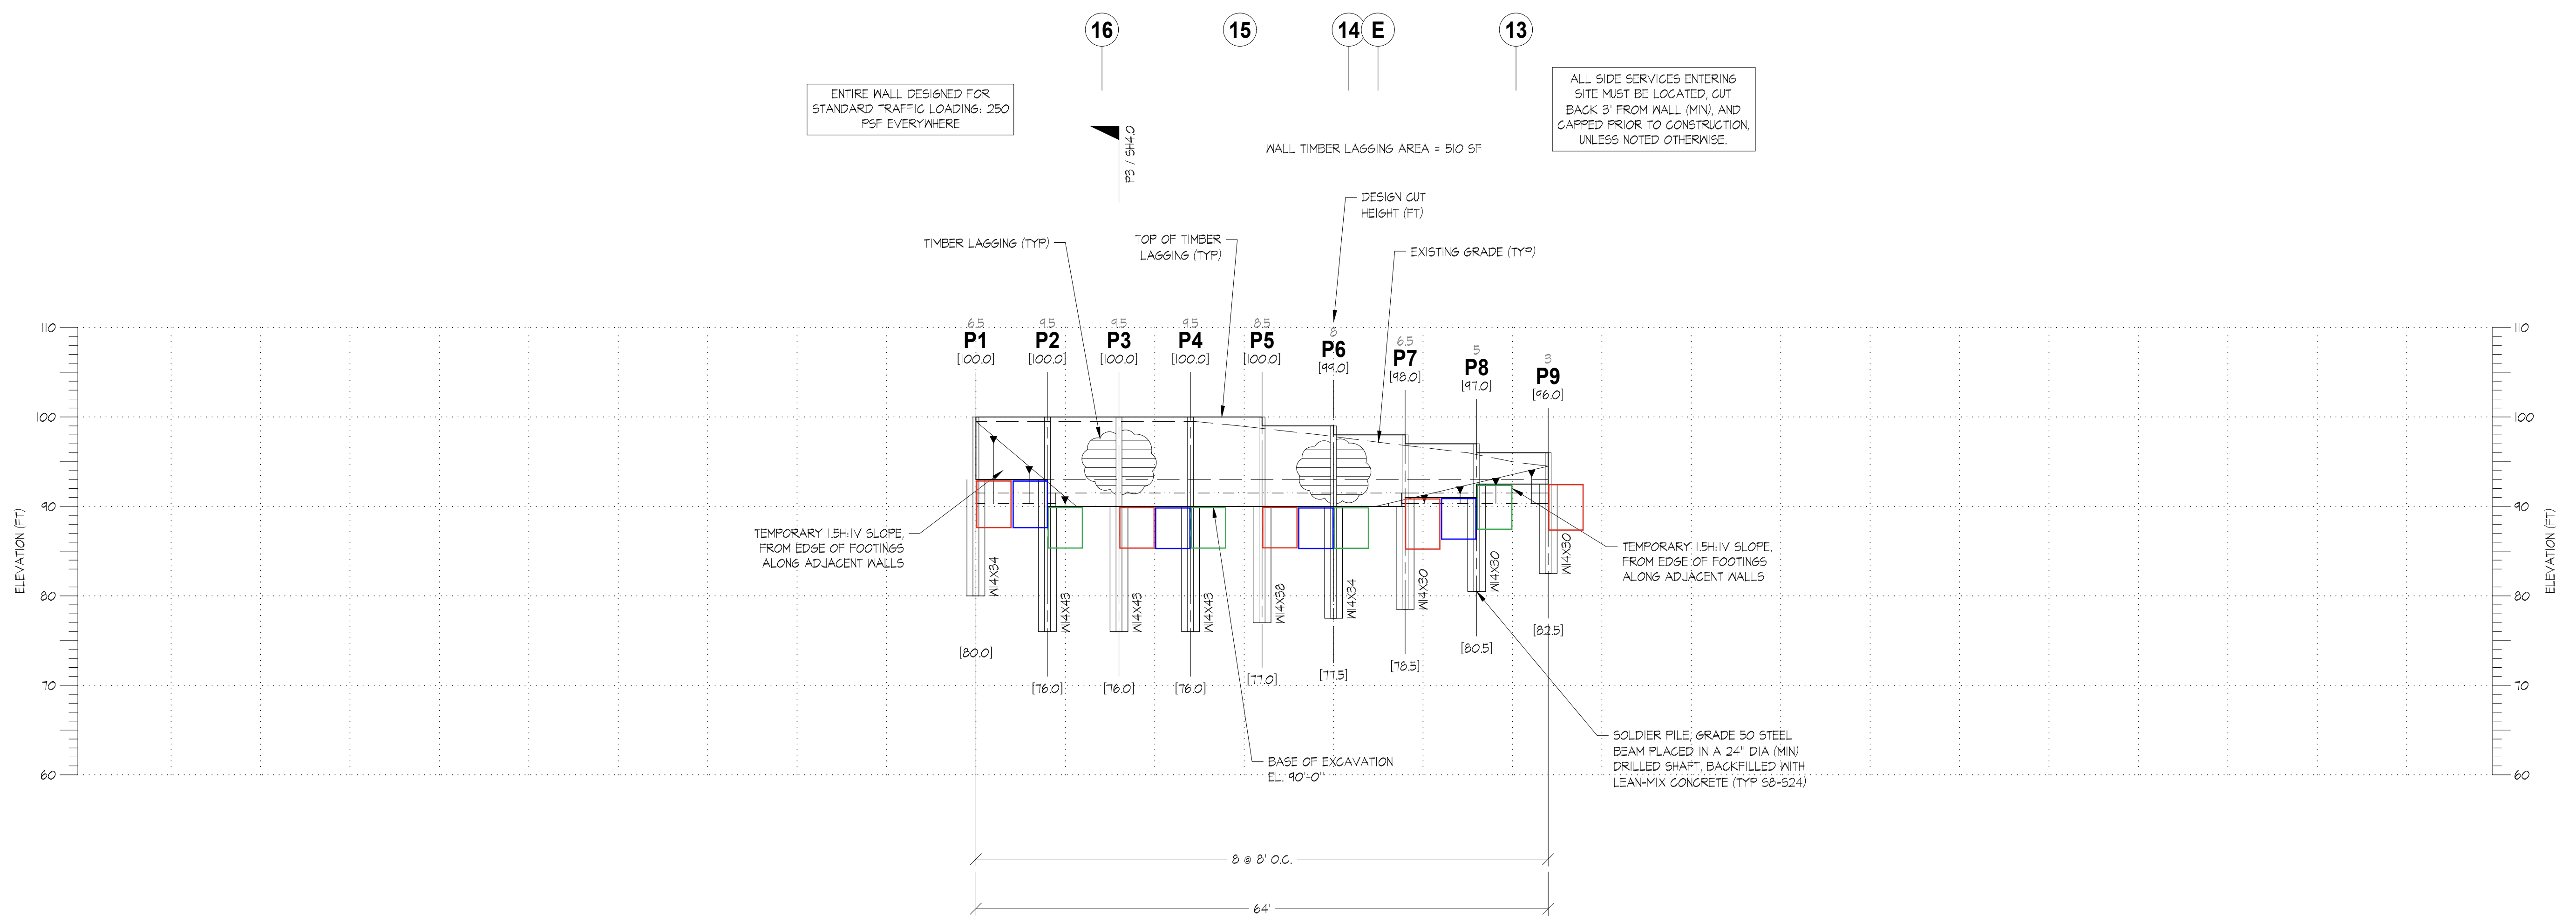 16
15
14
E
13
ENTIRE WALL DESIGNED FOR
STANDARD TRAFFIC LOADING: 250
PSF EVERYWHERE
ALL SIDE SERVICES ENTERING
SITE MUST BE LOCATED, CUT
BACK 3' FROM WALL (MIN), AND
CAPPED PRIOR TO CONSTRUCTION,
UNLESS NOTED OTHERWISE.
P3 / SH4.0
WALL TIMBER LAGGING AREA = 510 SF
DESIGN CUT
HEIGHT (FT)
TIMBER LAGGING (TYP)
TOP OF TIMBER
LAGGING (TYP)
EXISTING GRADE (TYP)
110
100
90
80
70
60
ELEVATION (FT)
6.5
P1
[100.0]
9.5
P2
[100.0]
9.5
P3
[100.0]
9.5
P4
[100.0]
8.5
P5
[100.0]
8
P6
[99.0]
6.5
P7
[98.0]
5
P8
[97.0]
3
P9
[96.0]
110
100
90
80
70
60
ELEVATION (FT)
TEMPORARY 1.5H:1V SLOPE,
FROM EDGE OF FOOTINGS
ALONG ADJACENT WALLS
W14X34
W14X43
W14X43
W14X43
W14X38
W14X34
W14X30
W14X30
W14X30
TEMPORARY 1.5H:1V SLOPE,
FROM EDGE OF FOOTINGS
ALONG ADJACENT WALLS
[80.0]
[76.0]
[76.0]
[76.0]
[77.0]
[77.5]
[78.5]
[80.5]
[82.5]
BASE OF EXCAVATION
EL. 90'-0"
SOLDIER PILE, GRADE 50 STEEL
BEAM PLACED IN A 24" DIA (MIN)
DRILLED SHAFT, BACKFILLED WITH
LEAN-MIX CONCRETE (TYP S8-S24)
8 @ 8' O.C.
64'